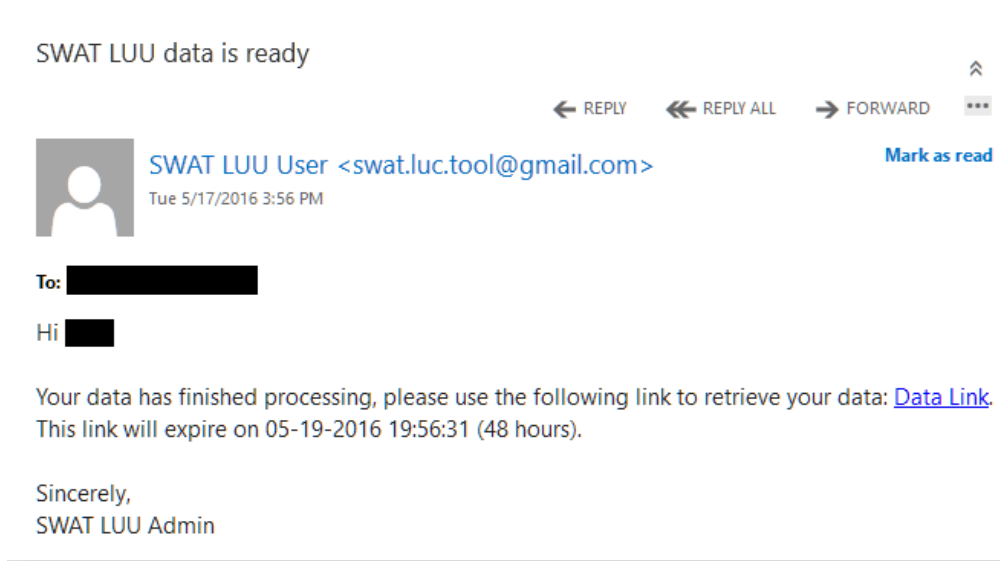 SWAT LUU data is ready
REPLY REPLY ALL FORWARD
SWAT LUU User <swat.luc.tool@gmail.com> Mark as read
Tue 5/17/2016 3:56 PM
To:
Hi
Your data has finished processing, please use the following link to retrieve your data: Data Link.
This link will expire on 05-19-2016 19:56:31 (48 hours).
Sincerely,
SWAT LUU Admin